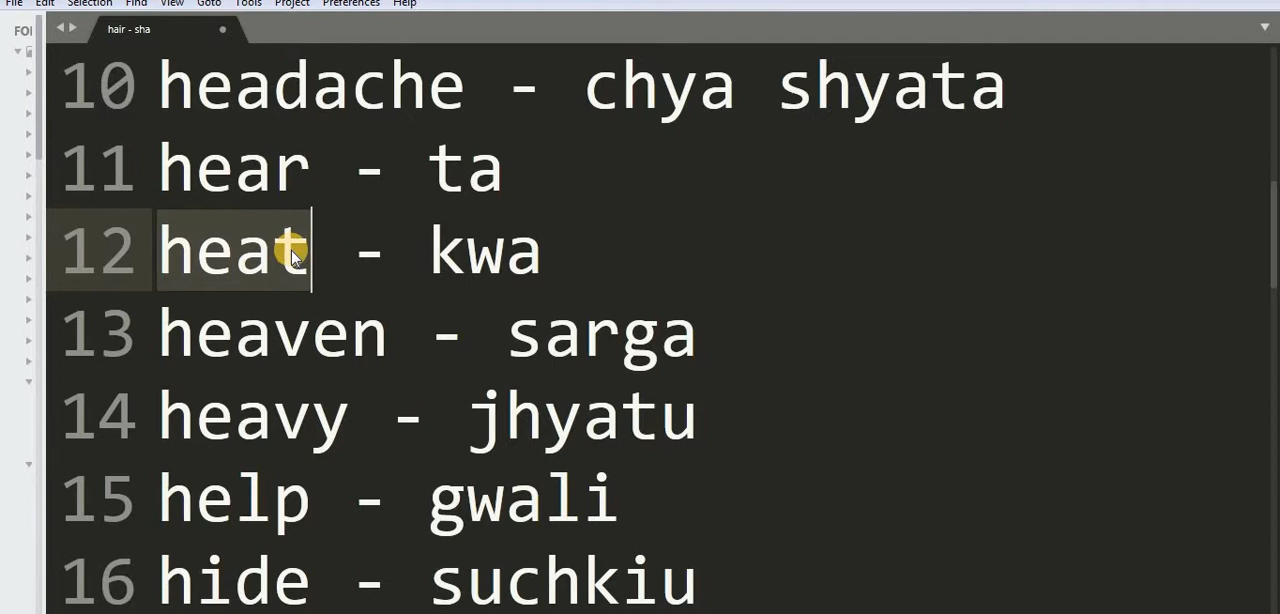 File Edit Selection Find View Goto Tools Project Preferences Help
FO
hair - sha
10 headache - chya shyata
11 hear - ta
12 heat - kwa
13 heaven - sarga
14 heavy - jhyatu
15 help - gwali
16 hide - suchkiu